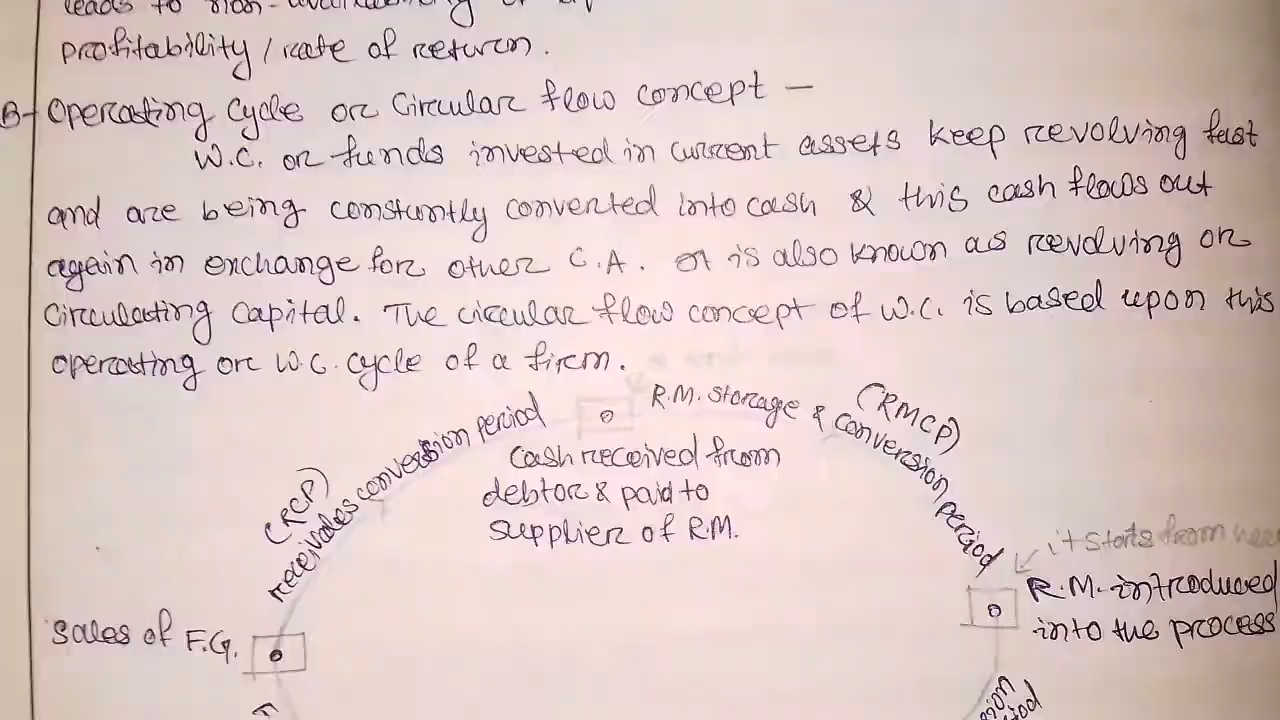 leads to non-
profitability / rate of return.
B- Operating Cycle or Circular flow concept —
W.C. or funds invested in current assets keep revolving fast
and are being constantly converted into cash & this cash flows out
again in exchange for other C.A. It is also known as revolving or
Circulating Capital. The circular flow concept of W.C. is based upon this
operating or W.C. cycle of a firm.
R.M. storage & conversion period
(RMCP)
(RCP)
receivales conversion period
cash received from
debtor & paid to
supplier of R.M.
it starts from
R.M. introduced
into the process
Sales of F.G.